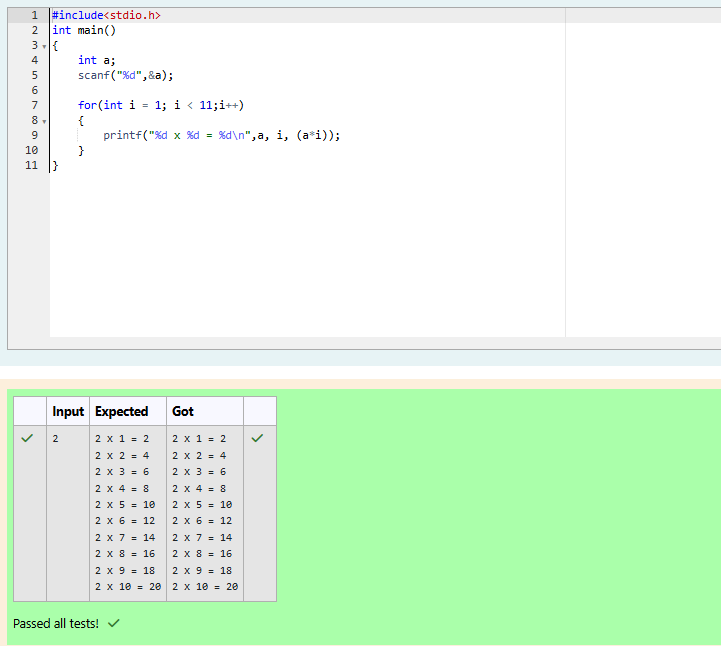 1 #include<stdio.h>
2 int main()
3 {
4     int a;
5     scanf("%d",&a);
6
7     for(int i = 1; i < 11;i++)
8     {
9         printf("%d x %d = %d\n",a, i, (a*i));
10     }
11 }
Input Expected Got
2 2 x 1 = 2 2 x 1 = 2
2 x 2 = 4 2 x 2 = 4
2 x 3 = 6 2 x 3 = 6
2 x 4 = 8 2 x 4 = 8
2 x 5 = 10 2 x 5 = 10
2 x 6 = 12 2 x 6 = 12
2 x 7 = 14 2 x 7 = 14
2 x 8 = 16 2 x 8 = 16
2 x 9 = 18 2 x 9 = 18
2 x 10 = 20 2 x 10 = 20
Passed all tests!